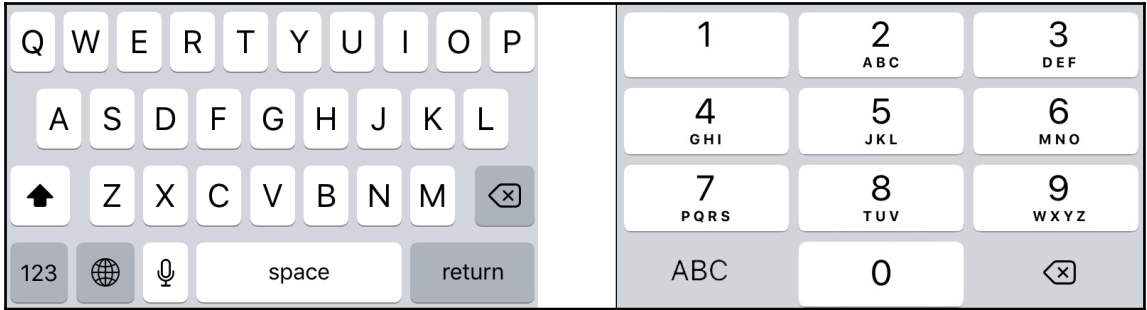 Q W E R T Y U I O P
A S D F G H J K L
Z X C V B N M
123 space return
1 2 3
ABC DEF
4 5 6
GHI JKL MNO
7 8 9
PQRS TUV WXYZ
ABC 0